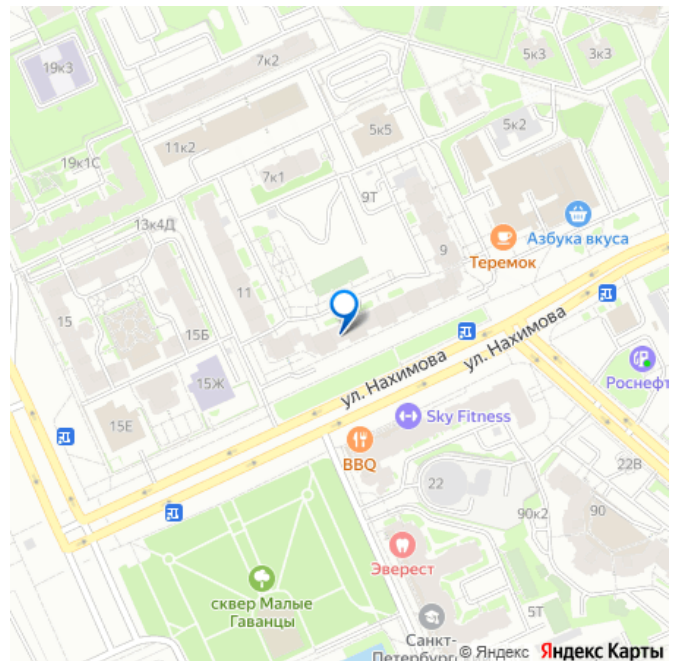 19к3
7к2
5к3
3к3
5к5
5к2
11к2
19к1С
7к1
9Т
13к4Д
Азбука вкуса
9
Теремок
11
15
15Б
ул. Нахимова
ул. Нахимова
15Ж
Роснефт
Sky Fitness
15Е
BBQ
22В
22
90к2
90
Эверест
сквер Малые
Гаванцы
5Т
Санкт-
Петербург
© Яндекс Яндекс Карты